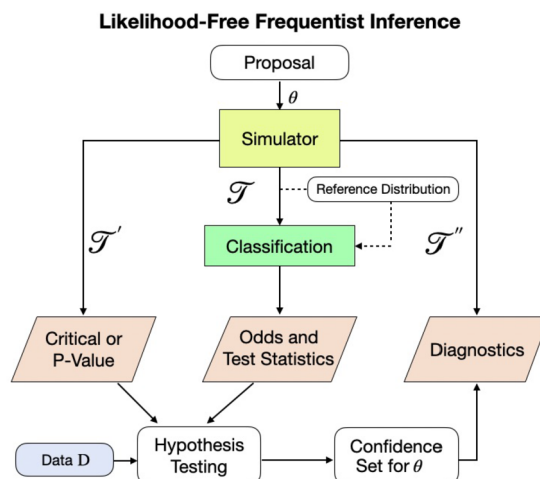 Likelihood-Free Frequentist Inference
Proposal
θ
Simulator
𝒯
Reference Distribution
𝒯′
Classification
𝒯″
Critical or
P-Value
Odds and
Test Statistics
Diagnostics
Data D
Hypothesis
Testing
Confidence
Set for θ